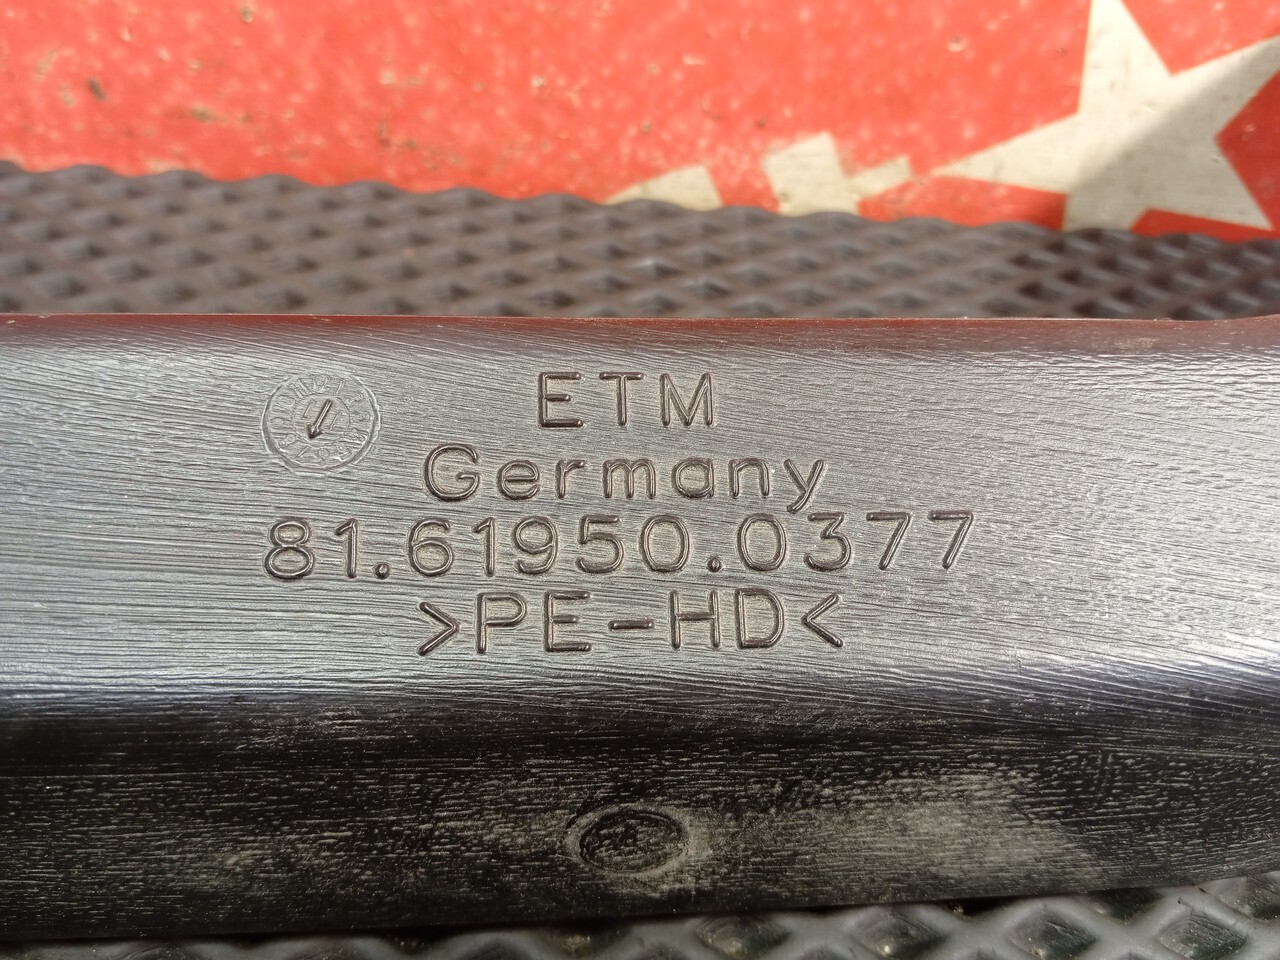 ETM
Germany
81.61950.0377
>PE-HD<